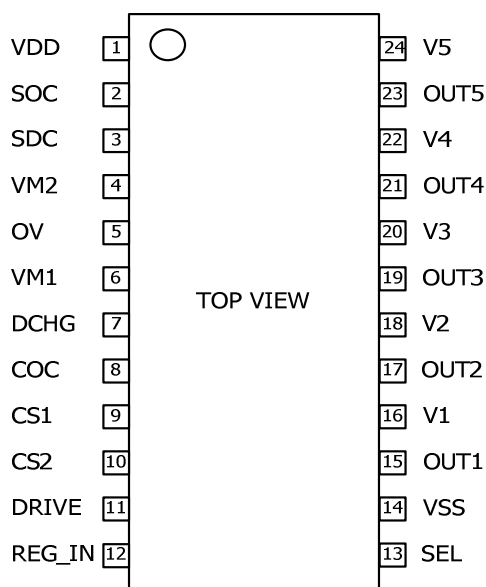 VDD 1 24 V5
SOC 2 23 OUT5
SDC 3 22 V4
VM2 4 21 OUT4
OV 5 20 V3
VM1 6 19 OUT3
TOP VIEW
DCHG 7 18 V2
COC 8 17 OUT2
CS1 9 16 V1
CS2 10 15 OUT1
DRIVE 11 14 VSS
REG_IN 12 13 SEL